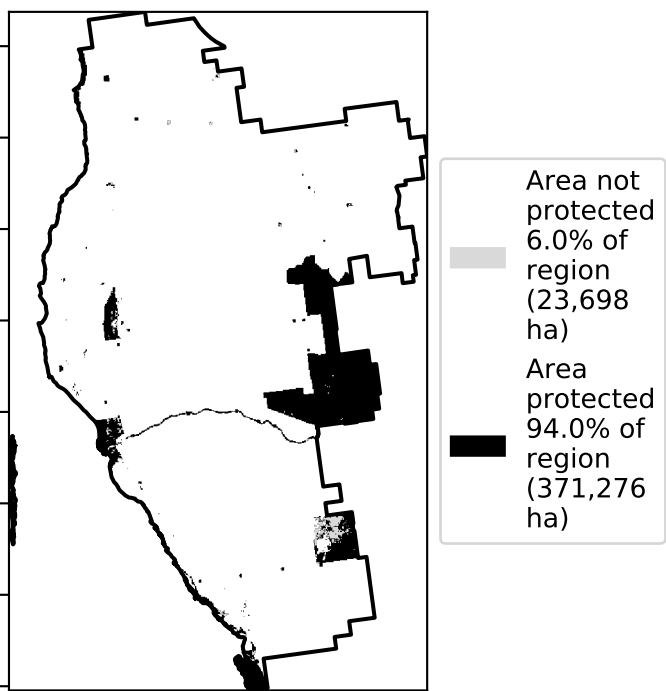 Area not
protected
6.0% of
region
(23,698
ha)
Area
protected
94.0% of
region
(371,276
ha)